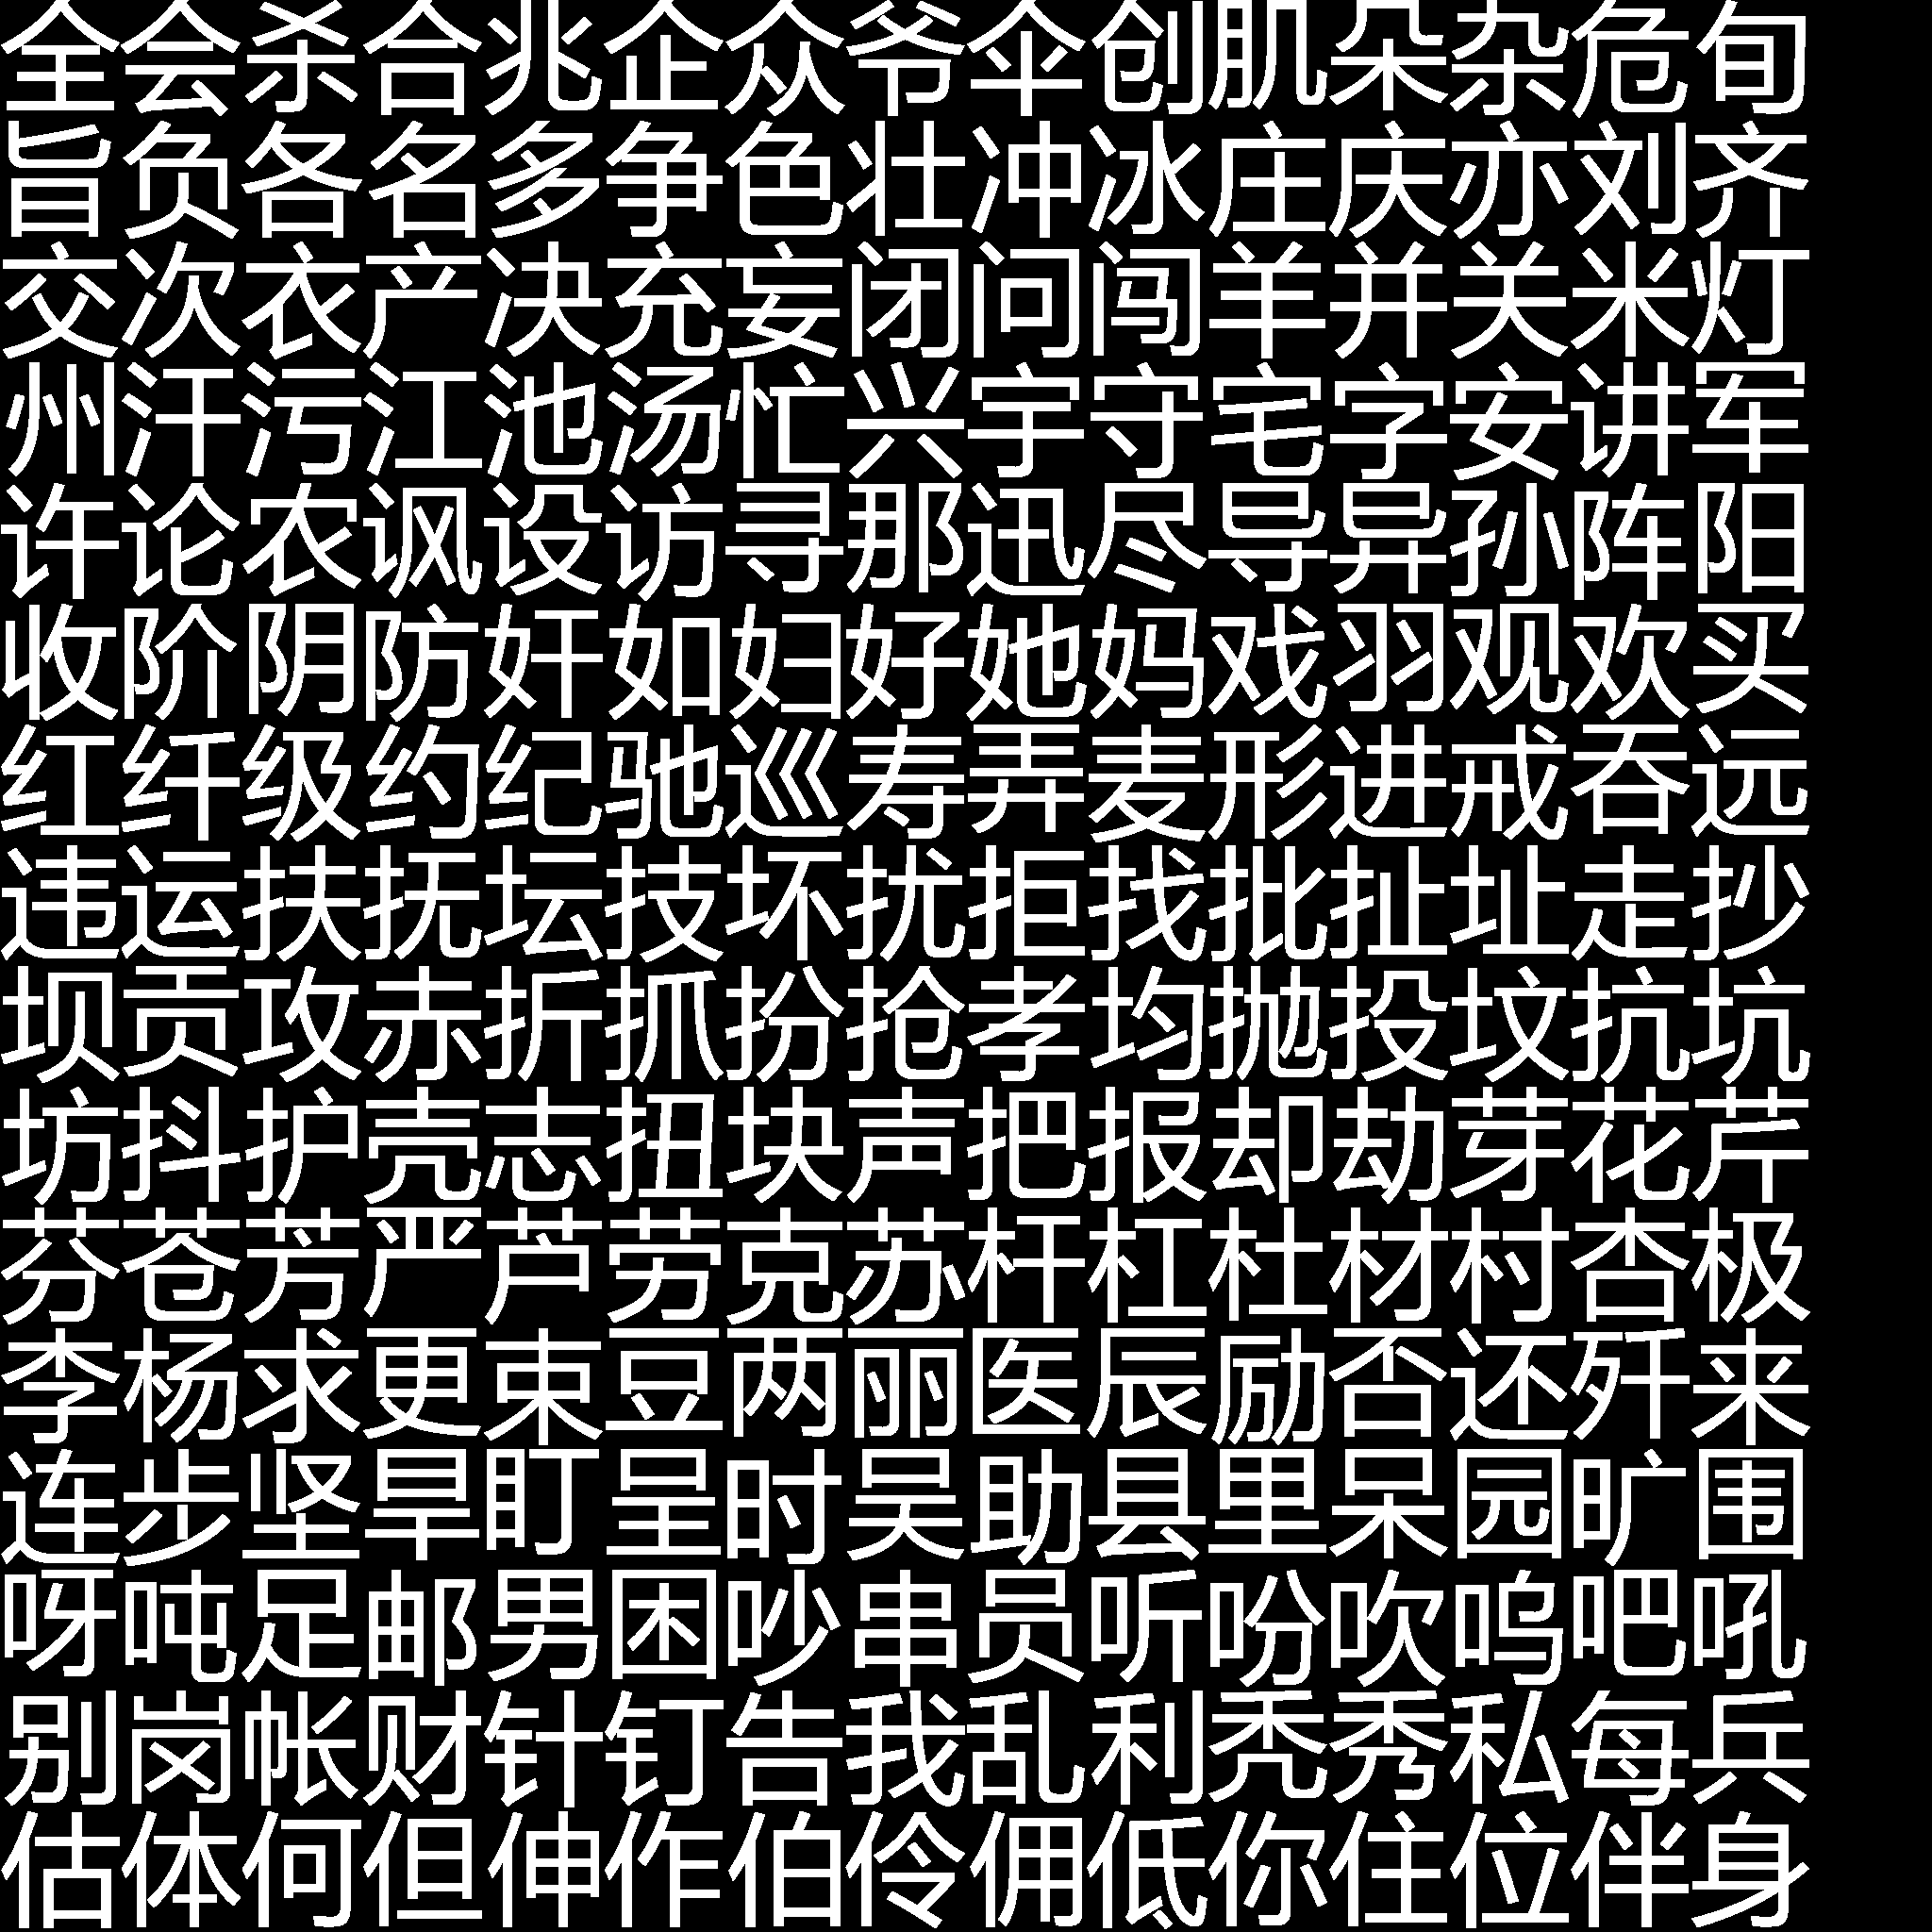 全会杀合兆企众爷伞创肌朵杂危旬
旨负各名多争色壮冲冰庄庆亦刘齐
交次衣产决充妄闭问闯羊并关米灯
州汗污江池汤忙兴宇守宅字安讲军
许论农讽设访寻那迅尽导异孙阵阳
收阶阴防奸如妇好她妈戏羽观欢买
红纤级约纪驰巡寿弄麦形进戒吞远
违运扶抚坛技坏扰拒找批扯址走抄
坝贡攻赤折抓扮抢孝均抛投坟抗坑
坊抖护壳志扭块声把报却劫芽花芹
芬苍芳严芦劳克苏杆杠杜材村杏极
李杨求更束豆两丽医辰励否还歼来
连步坚旱盯呈时吴助县里呆园旷围
呀吨足邮男困吵串员听吩吹呜吧吼
别岗帐财针钉告我乱利秃秀私每兵
估体何但伸作伯伶佣低你住位伴身